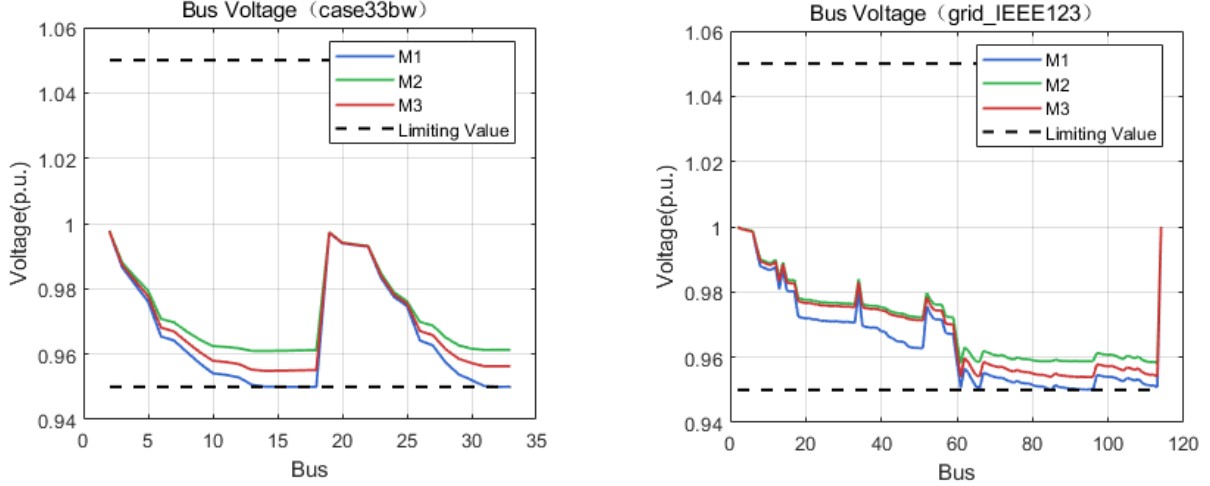 Bus Voltage（case33bw）
1.06
1.04
1.02
1
0.98
0.96
0.94
Voltage(p.u.)
M1
M2
M3
Limiting Value
0
5
10
15
20
25
30
35
Bus
Bus Voltage（grid_IEEE123）
1.06
1.04
1.02
1
0.98
0.96
0.94
Voltage(p.u.)
M1
M2
M3
Limiting Value
0
20
40
60
80
100
120
Bus